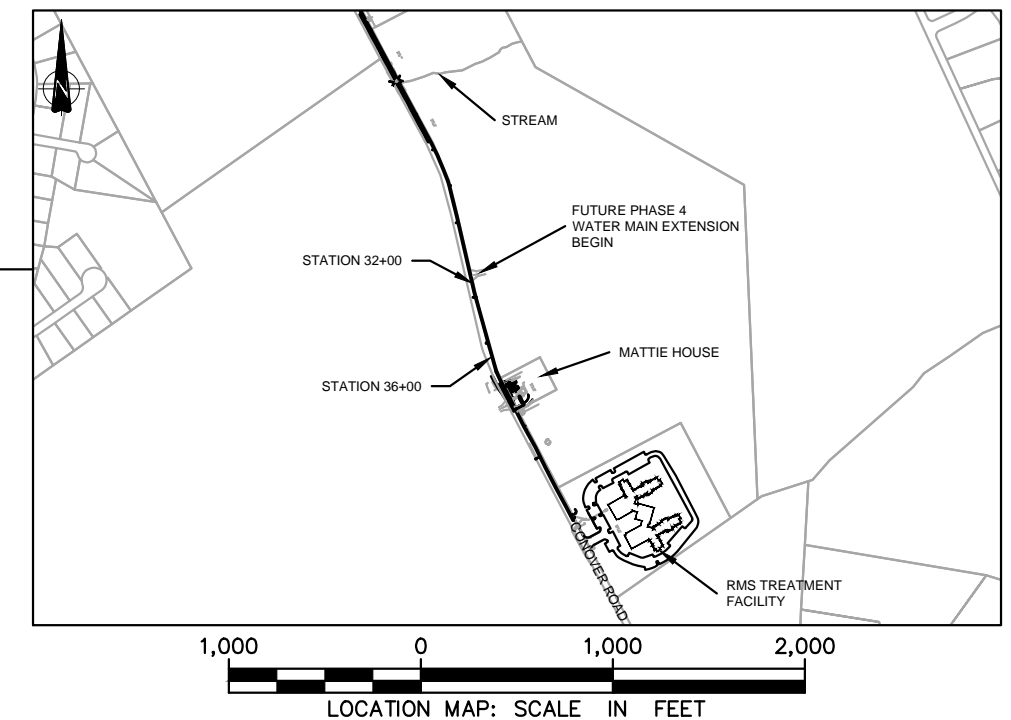 N
STREAM
FUTURE PHASE 4
WATER MAIN EXTENSION
BEGIN
STATION 32+00
MATTIE HOUSE
STATION 36+00
CONOVER ROAD
RMS TREATMENT
FACILITY
1,000 0 1,000 2,000
LOCATION MAP: SCALE IN FEET